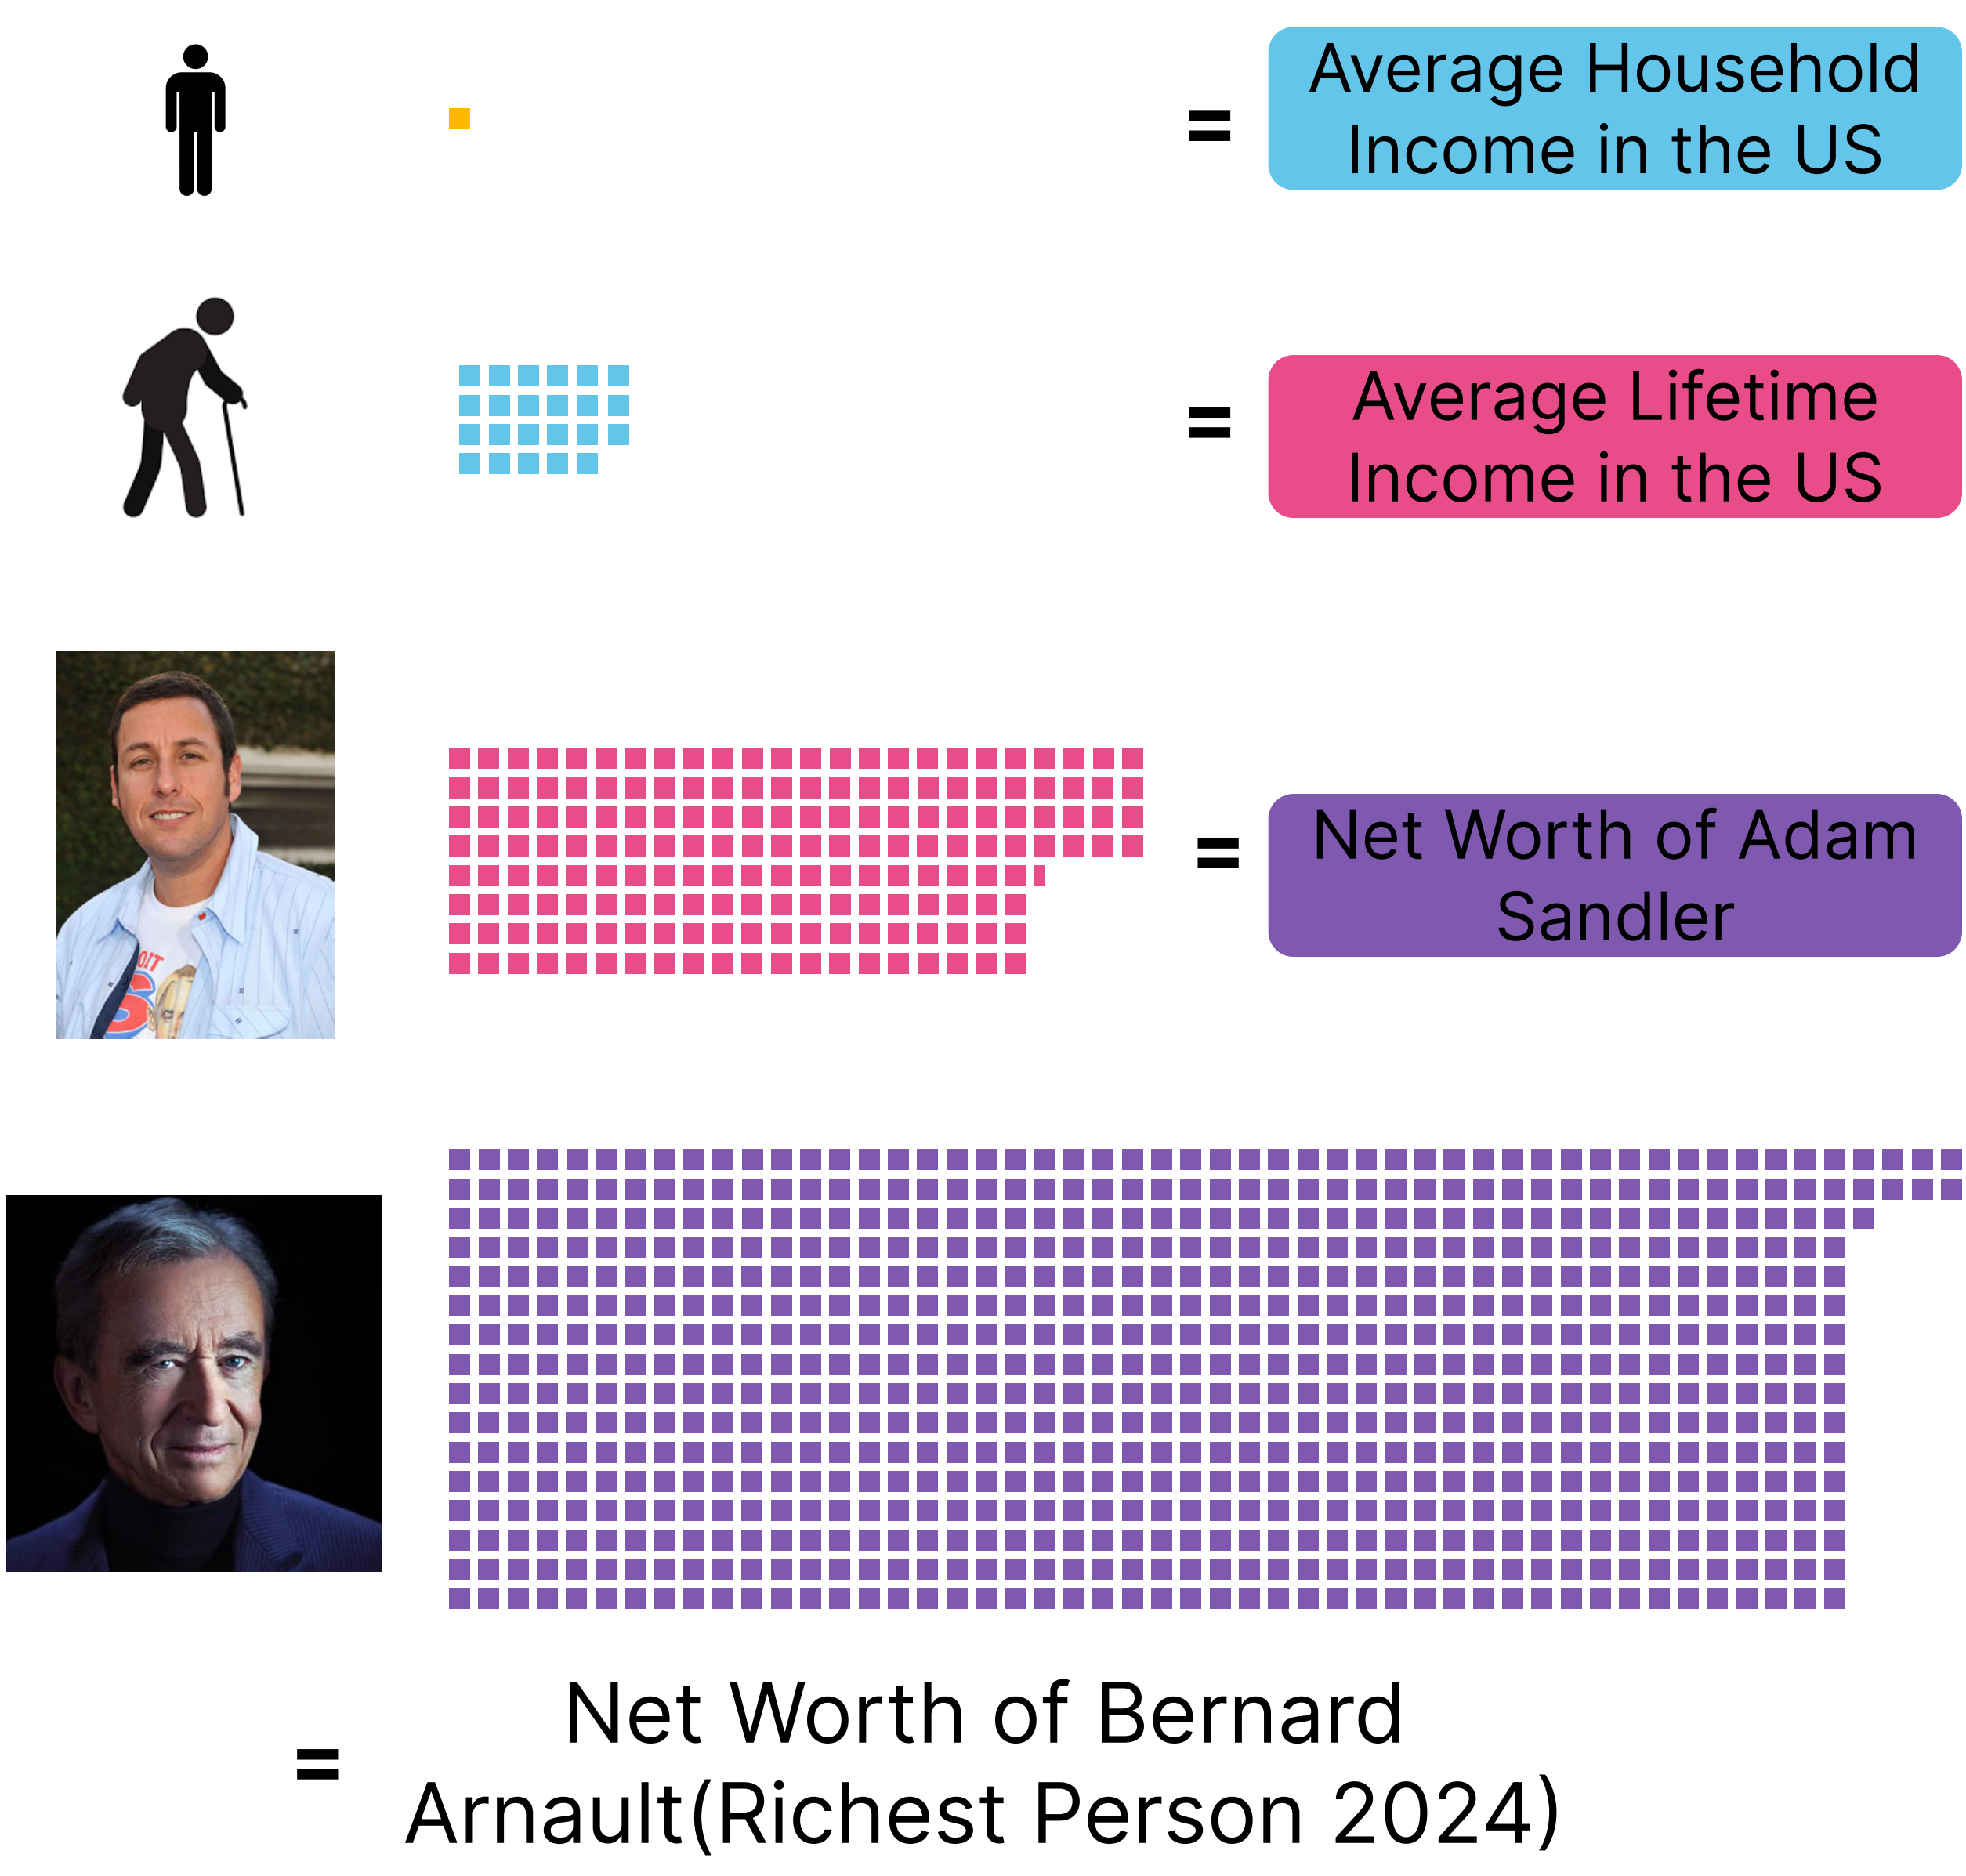 =
Average Household
Income in the US
=
Average Lifetime
Income in the US
OIT
=
Net Worth of Adam
Sandler
=
Net Worth of Bernard
Arnault(Richest Person 2024)